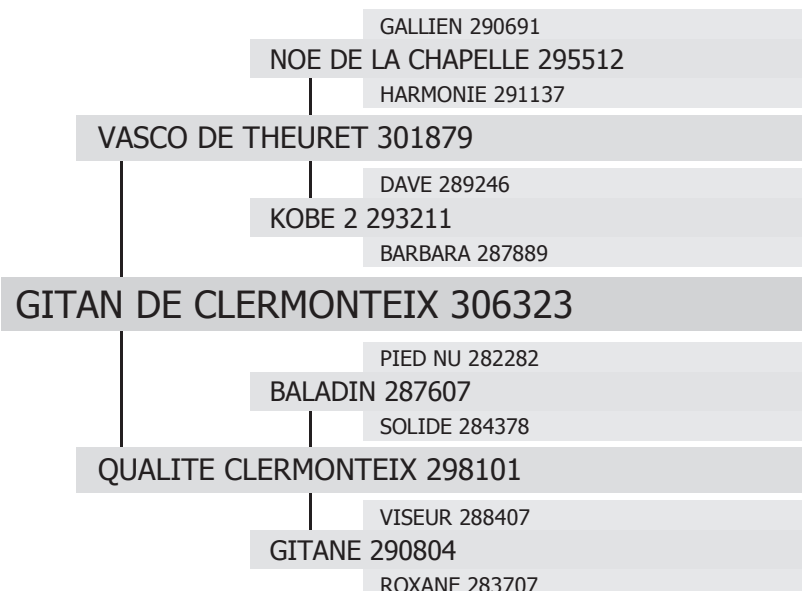 GALLIEN 290691
NOE DE LA CHAPELLE 295512
HARMONIE 291137
VASCO DE THEURET 301879
DAVE 289246
KOBE 2 293211
BARBARA 287889
GITAN DE CLERMONTEIX 306323
PIED NU 282282
BALADIN 287607
SOLIDE 284378
QUALITE CLERMONTEIX 298101
VISEUR 288407
GITANE 290804
ROXANE 283707